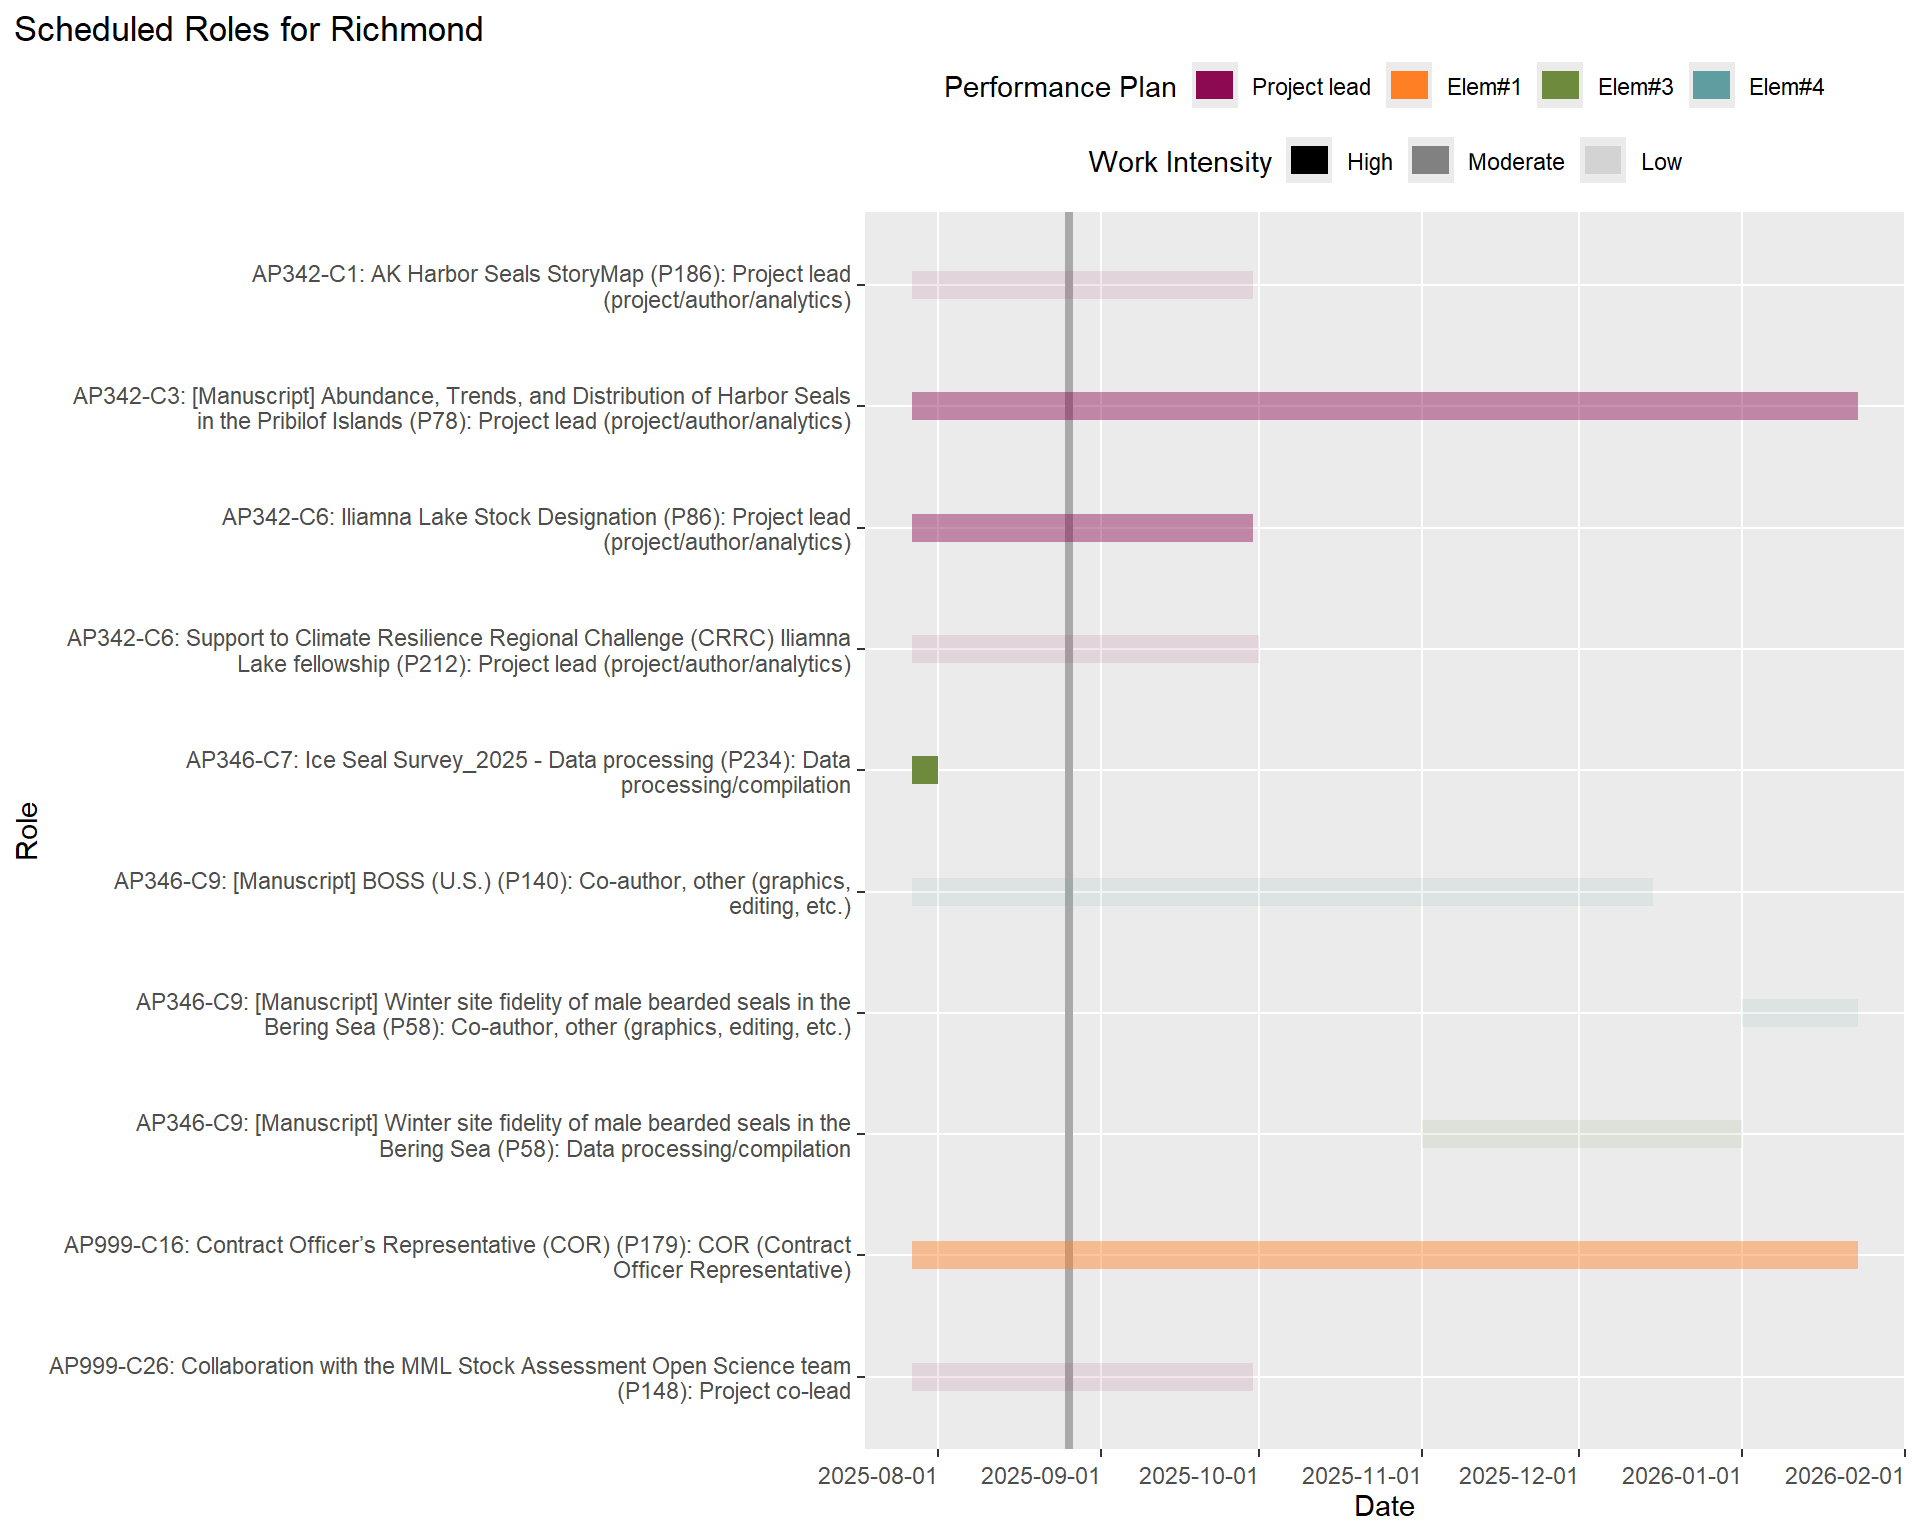 Scheduled Roles for Richmond
Performance Plan Project lead Elem#1 Elem#3 Elem#4
Work Intensity High Moderate Low
AP342-C1: AK Harbor Seals StoryMap (P186): Project lead
(project/author/analytics)
AP342-C3: [Manuscript] Abundance, Trends, and Distribution of Harbor Seals
in the Pribilof Islands (P78): Project lead (project/author/analytics)
AP342-C6: Iliamna Lake Stock Designation (P86): Project lead
(project/author/analytics)
AP342-C6: Support to Climate Resilience Regional Challenge (CRRC) Iliamna
Lake fellowship (P212): Project lead (project/author/analytics)
AP346-C7: Ice Seal Survey_2025 - Data processing (P234): Data
processing/compilation
Role
AP346-C9: [Manuscript] BOSS (U.S.) (P140): Co-author, other (graphics,
editing, etc.)
AP346-C9: [Manuscript] Winter site fidelity of male bearded seals in the
Bering Sea (P58): Co-author, other (graphics, editing, etc.)
AP346-C9: [Manuscript] Winter site fidelity of male bearded seals in the
Bering Sea (P58): Data processing/compilation
AP999-C16: Contract Officer’s Representative (COR) (P179): COR (Contract
Officer Representative)
AP999-C26: Collaboration with the MML Stock Assessment Open Science team
(P148): Project co-lead
2025-08-01 2025-09-01 2025-10-01 2025-11-01 2025-12-01 2026-01-01 2026-02-01
Date